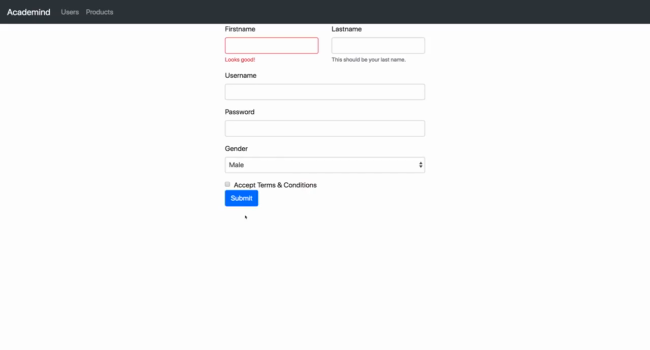 Academind Users Products
Firstname Lastname
Looks good! This should be your last name.
Username
Password
Gender
Male
Accept Terms & Conditions
Submit